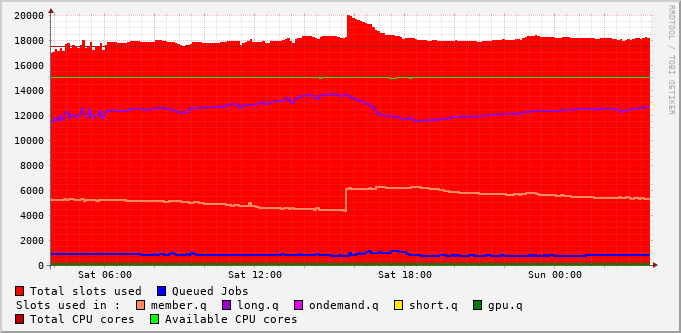 20000
18000
16000
14000
12000
10000
8000
6000
4000
2000
0
Sat 06:00 Sat 12:00 Sat 18:00 Sun 00:00
RRDTOOL / TOBI OETIKER
Total slots used Queued Jobs
Slots used in : member.q long.q ondemand.q short.q gpu.q
Total CPU cores Available CPU cores